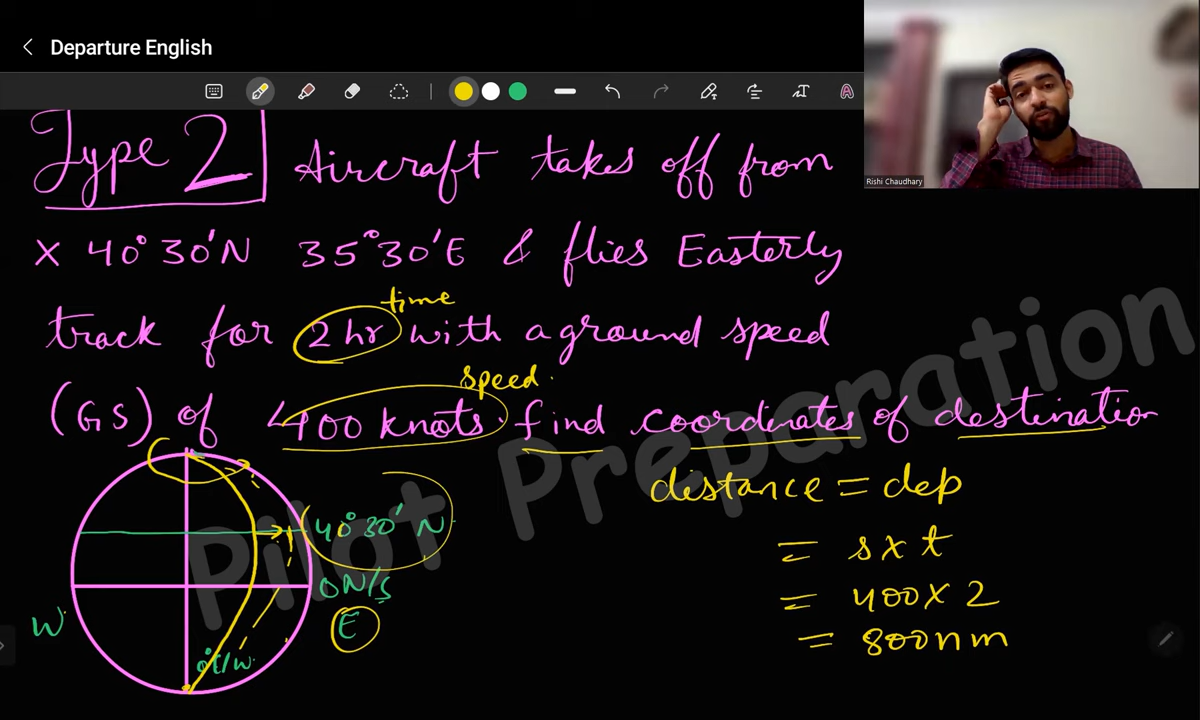 Departure English
Rishi Chaudhary
Type 2 Aircraft takes off from
X 40°30'N 35°30'E & flies Easterly
time
track for 2 hr with a ground speed
speed.
(GS) of 400 knots. find coordinates of destination
distance = dep
40°30' N
= s x t
0N/S
= 400 x 2
W
E
= 800nm
0°E/W
Pilot Preparation